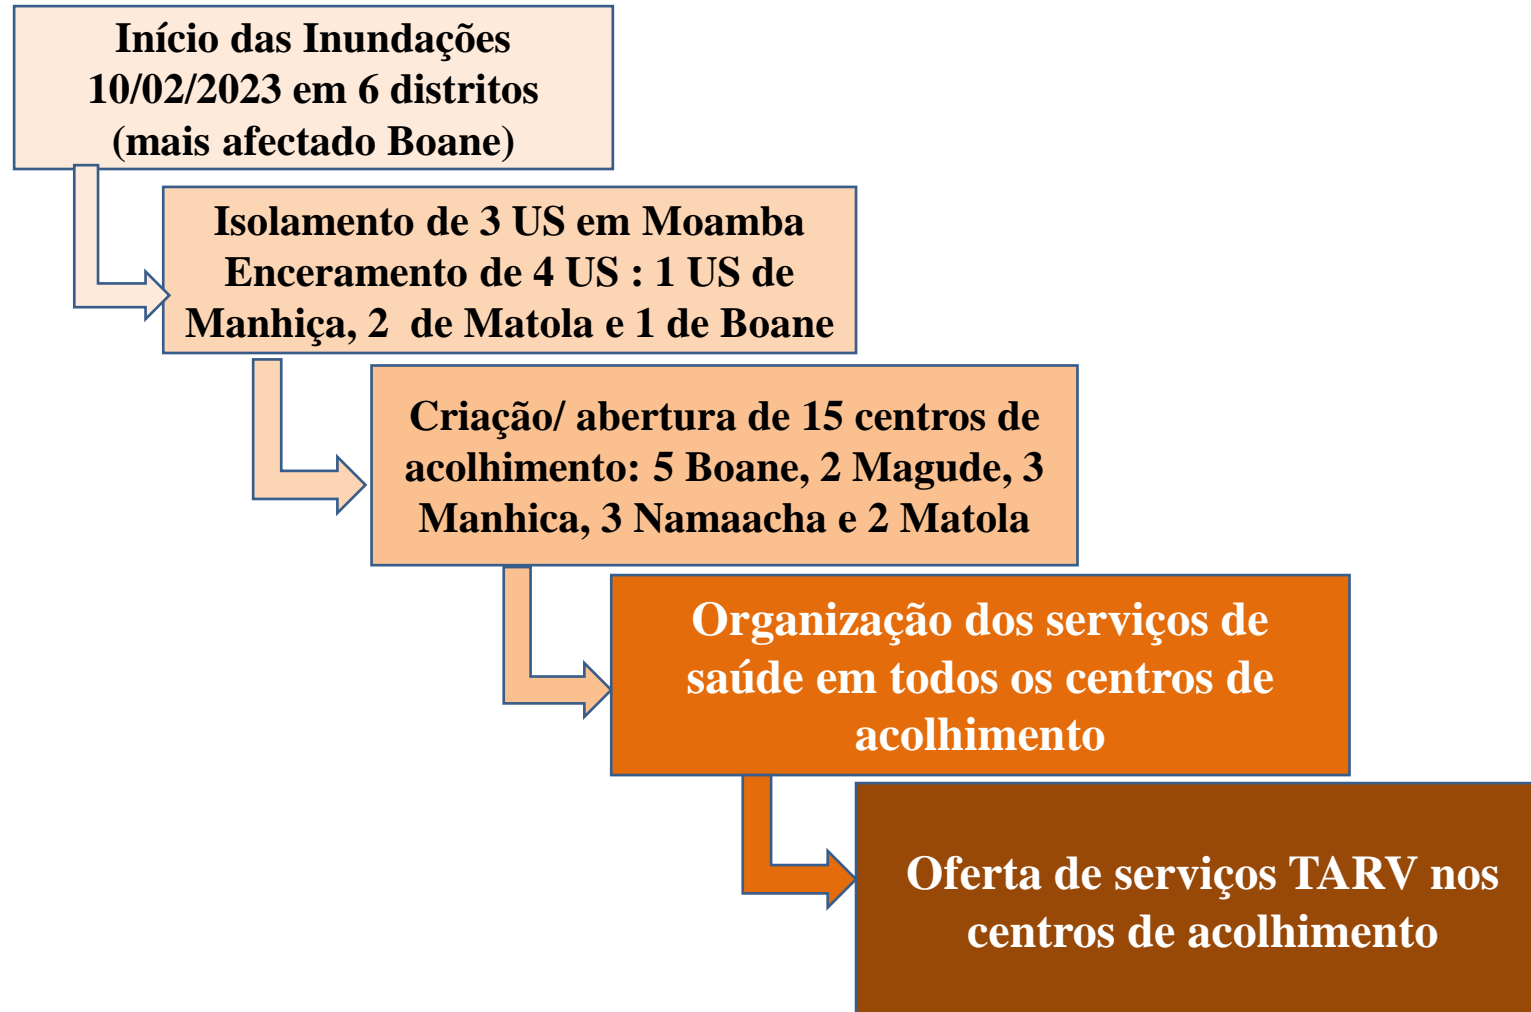 Início das Inundações
10/02/2023 em 6 distritos
(mais afectado Boane)
Isolamento de 3 US em Moamba
Enceramento de 4 US : 1 US de
Manhiça, 2 de Matola e 1 de Boane
Criação/ abertura de 15 centros de
acolhimento: 5 Boane, 2 Magude, 3
Manhica, 3 Namaacha e 2 Matola
Organização dos serviços de
saúde em todos os centros de
acolhimento
Oferta de serviços TARV nos
centros de acolhimento